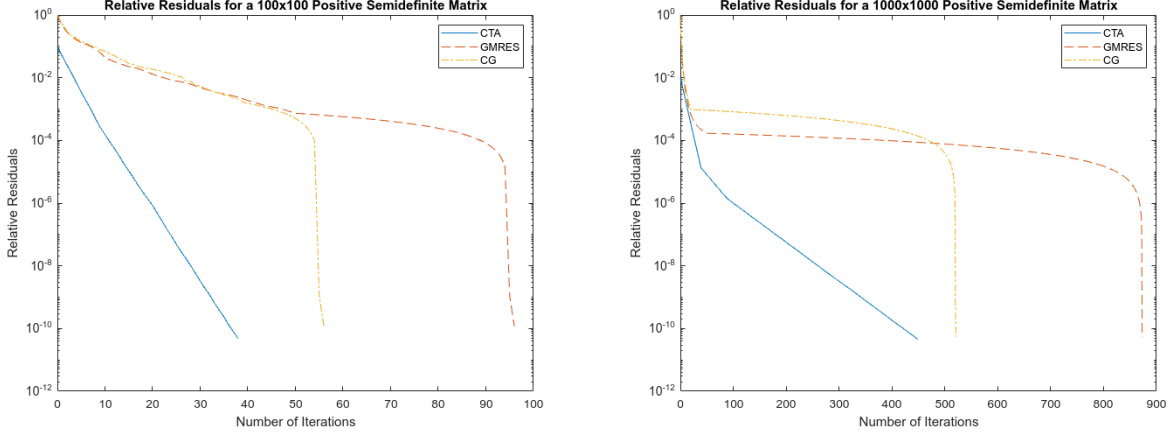 Relative Residuals for a 100x100 Positive Semidefinite Matrix
10^0
10^-2
10^-4
10^-6
10^-8
10^-10
10^-12
Relative Residuals
0 10 20 30 40 50 60 70 80 90 100
Number of Iterations
CTA
GMRES
CG
Relative Residuals for a 1000x1000 Positive Semidefinite Matrix
10^0
10^-2
10^-4
10^-6
10^-8
10^-10
10^-12
Relative Residuals
0 100 200 300 400 500 600 700 800 900
Number of Iterations
CTA
GMRES
CG